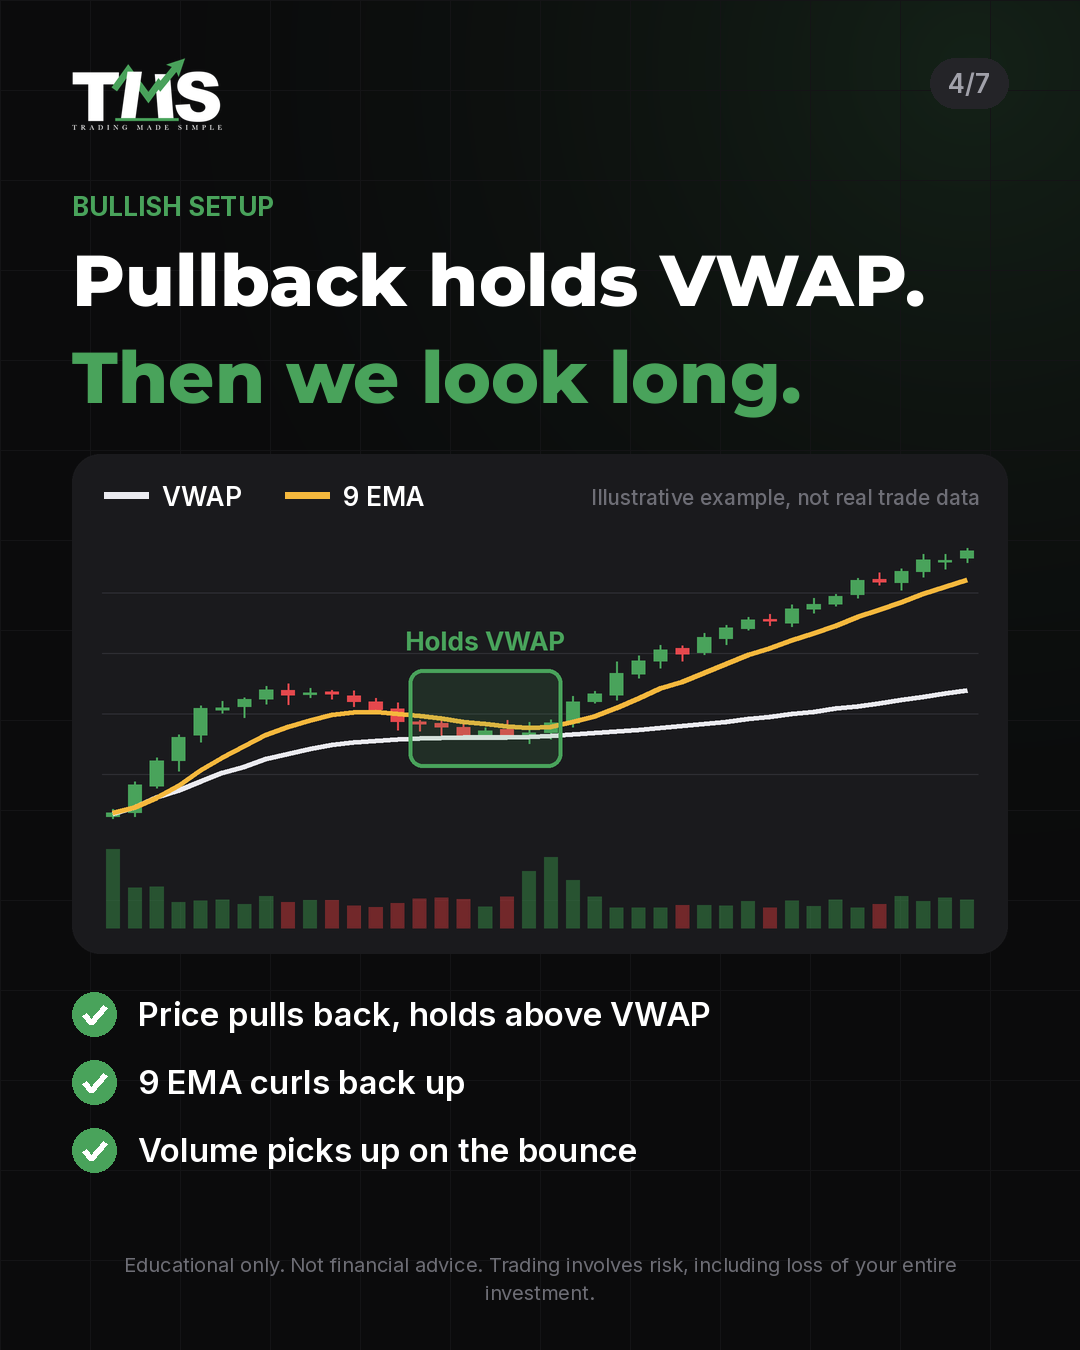 TMS
TRADING MADE SIMPLE
4/7
BULLISH SETUP
Pullback holds VWAP.
Then we look long.
VWAP
9 EMA
Illustrative example, not real trade data
Holds VWAP
Price pulls back, holds above VWAP
9 EMA curls back up
Volume picks up on the bounce
Educational only. Not financial advice. Trading involves risk, including loss of your entire
investment.